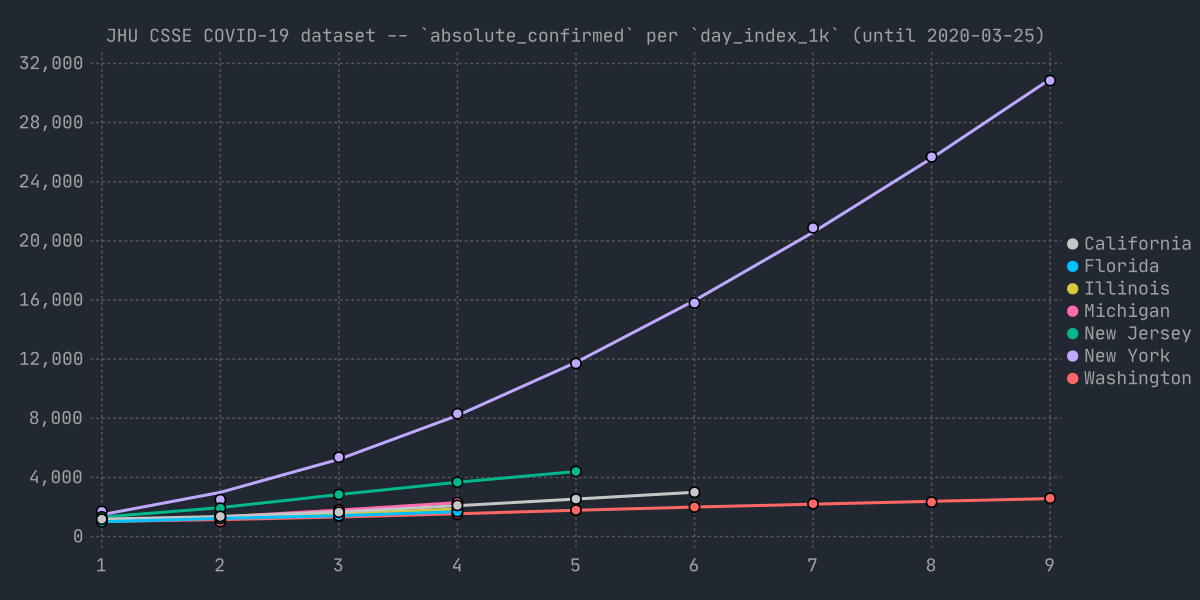 JHU CSSE COVID-19 dataset -- `absolute_confirmed` per `day_index_1k` (until 2020-03-25)
32,000
28,000
24,000
20,000
16,000
12,000
8,000
4,000
0
1 2 3 4 5 6 7 8 9
California
Florida
Illinois
Michigan
New Jersey
New York
Washington